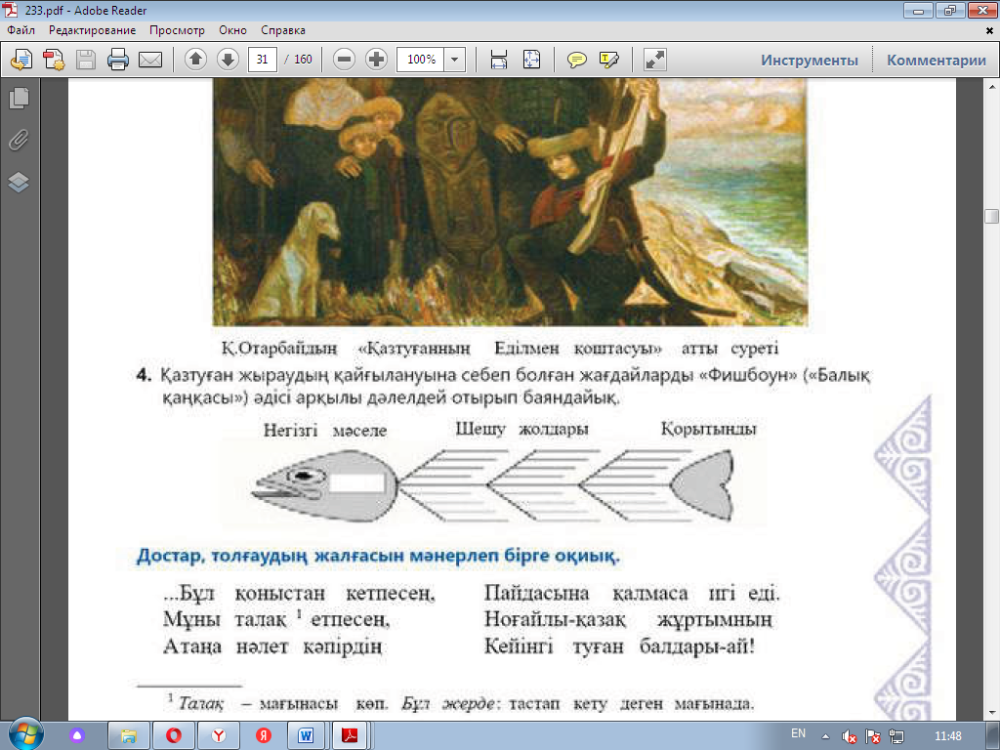 233.pdf - Adobe Reader
Файл Редактирование Просмотр Окно Справка
31 / 160 100% Инструменты Комментарии
Қ.Отарбайдың «Қазтуғанның Еділмен қоштасуы» атты суреті
4. Қазтуған жыраудың қайғылануына себеп болған жағдайларды «Фишбоун» («Балық
қаңқасы») әдісі арқылы дәлелдей отырып баяндайық.
Негізгі мәселе Шешу жолдары Қорытынды
Достар, толғаудың жалғасын мәнерлеп бірге оқиық.
...Бұл қоныстан кетпесең,
Мұны талақ 1 етпесең,
Атаңа нәлет кәпірдің
Пайдасына қалмаса игі еді.
Ноғайлы-қазақ жұртымның
Кейінгі туған балдары-ай!
1 Талақ – мағынасы көп. Бұл жерде: тастап кету деген мағынада.
EN 11:48